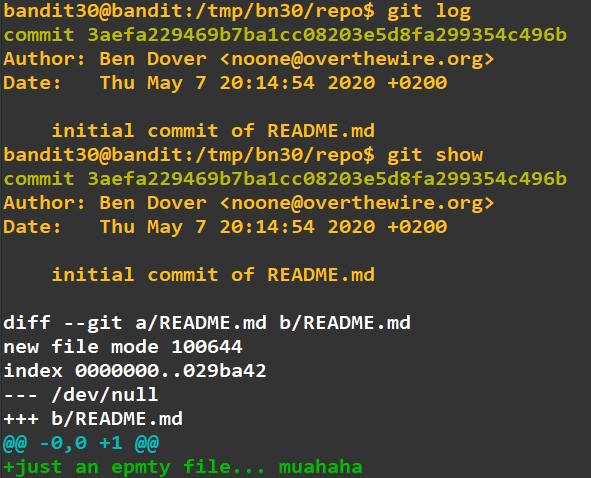 bandit30@bandit:/tmp/bn30/repo$ git log
commit 3aefa229469b7ba1cc08203e5d8fa299354c496b
Author: Ben Dover <noone@overthewire.org>
Date:   Thu May 7 20:14:54 2020 +0200
    initial commit of README.md
bandit30@bandit:/tmp/bn30/repo$ git show
commit 3aefa229469b7ba1cc08203e5d8fa299354c496b
Author: Ben Dover <noone@overthewire.org>
Date:   Thu May 7 20:14:54 2020 +0200
    initial commit of README.md
diff --git a/README.md b/README.md
new file mode 100644
index 0000000..029ba42
--- /dev/null
+++ b/README.md
@@ -0,0 +1 @@
+just an epmty file... muahaha